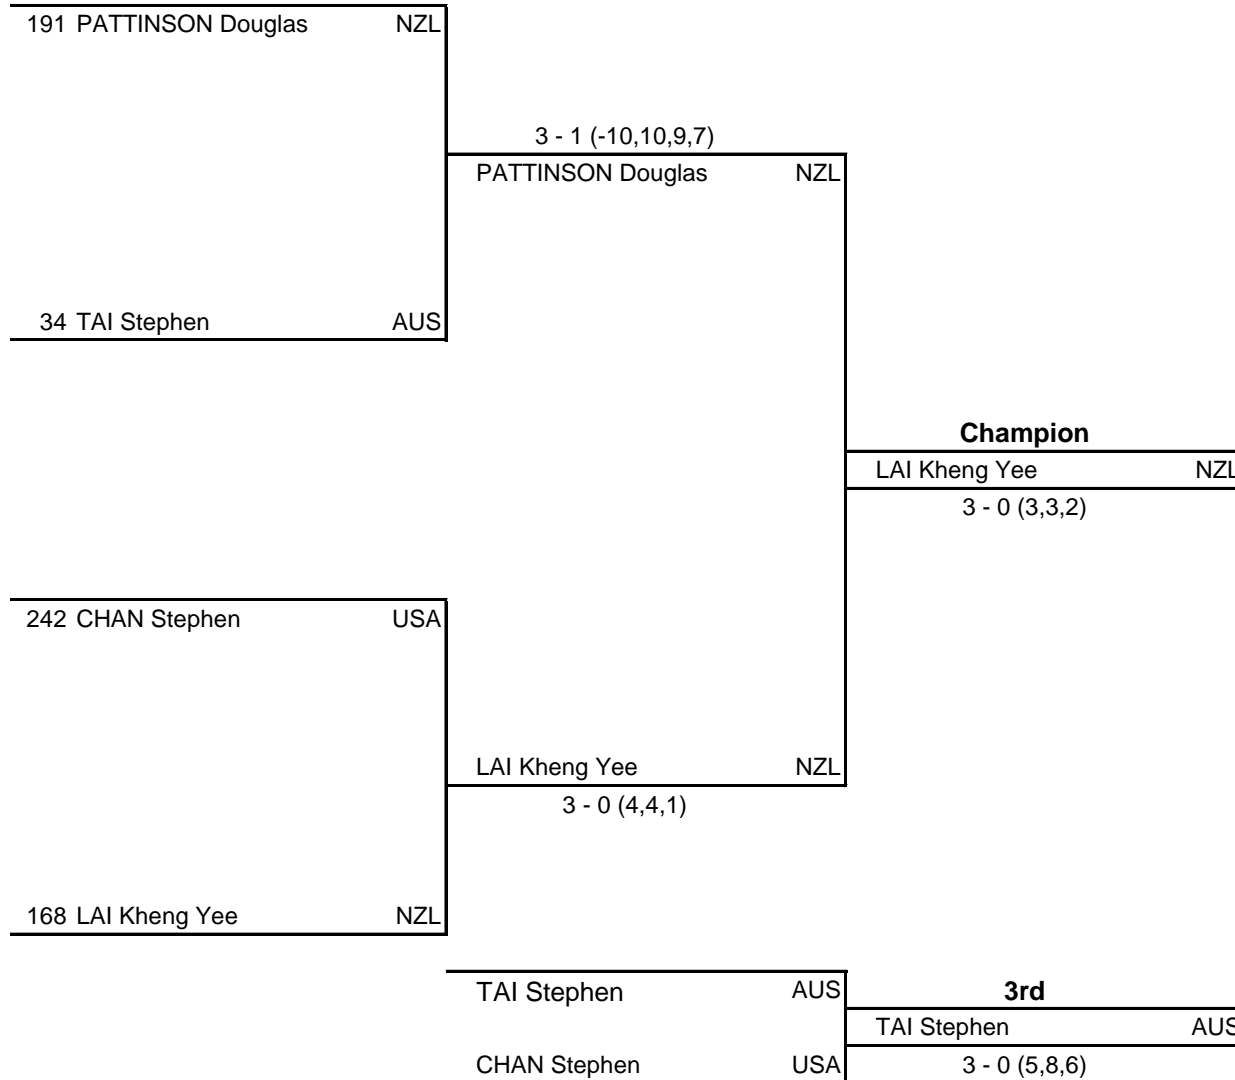 191 PATTINSON Douglas NZL
3 - 1 (-10,10,9,7)
PATTINSON Douglas NZL
34 TAI Stephen AUS
Champion
LAI Kheng Yee NZL
3 - 0 (3,3,2)
242 CHAN Stephen USA
LAI Kheng Yee NZL
3 - 0 (4,4,1)
168 LAI Kheng Yee NZL
TAI Stephen AUS
3rd
TAI Stephen AUS
CHAN Stephen USA
3 - 0 (5,8,6)